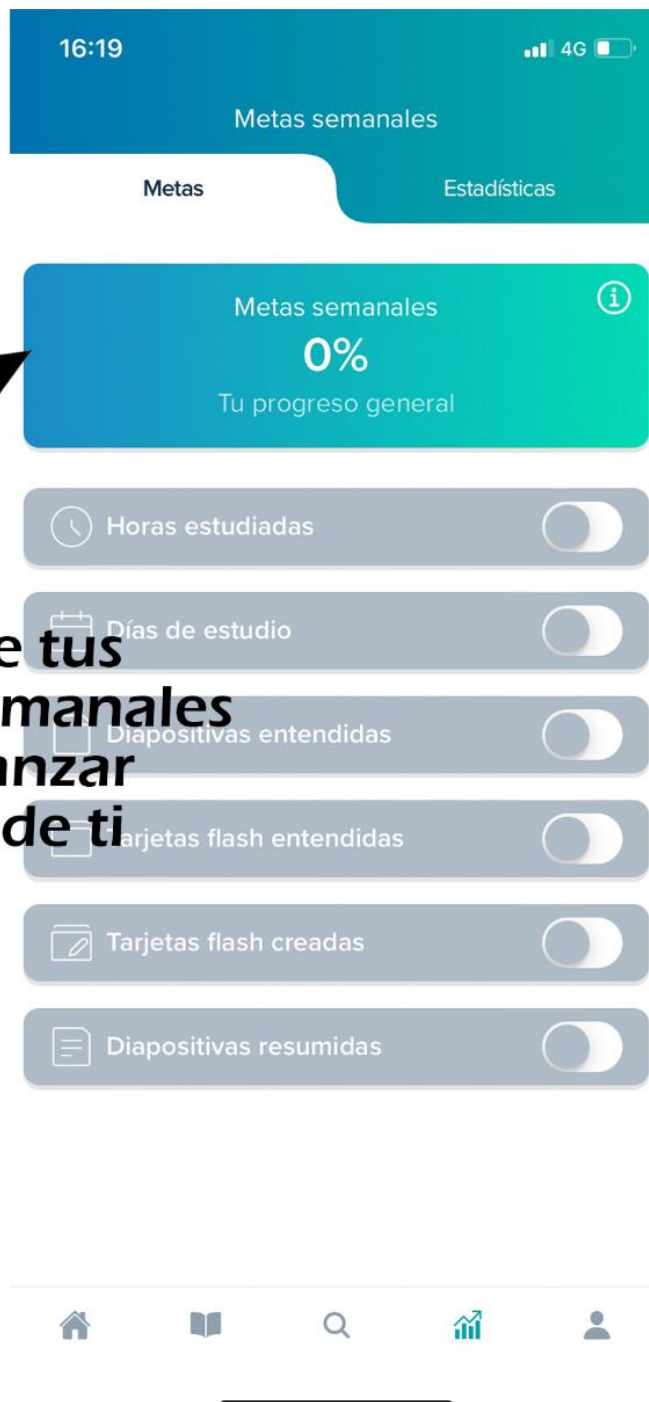 16:19
4G
Metas semanales
Metas
Estadísticas
Metas semanales
0%
Tu progreso general
Horas estudiadas
Días de estudio
e tus
manales
Diapositivas entendidas
nzar
de ti
Tarjetas flash entendidas
Tarjetas flash creadas
Diapositivas resumidas